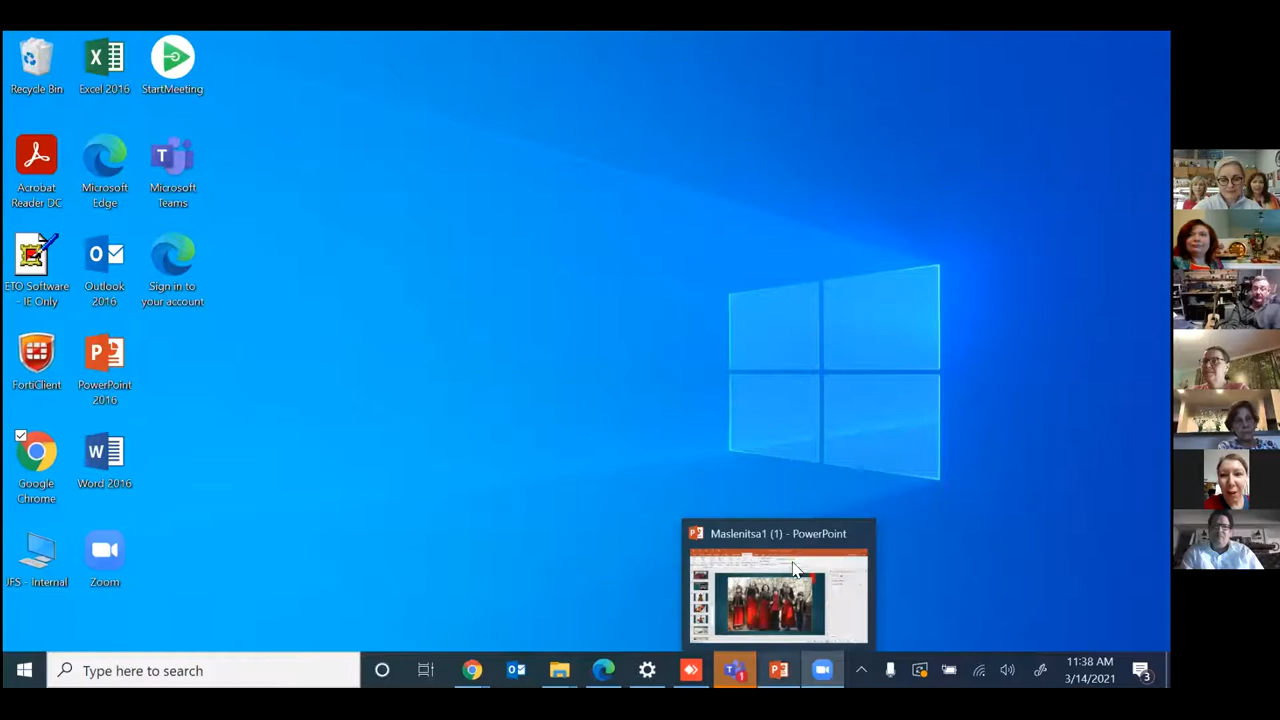 Recycle Bin
Excel 2016
StartMeeting
Acrobat
Reader DC
Microsoft
Edge
Microsoft
Teams
ETO Software
- IE Only
Outlook
2016
Sign in to
your account
FortiClient
PowerPoint
2016
Google
Chrome
Word 2016
JFS - Internal
Zoom
Maslenitsa1 (1) - PowerPoint
Type here to search
1
11:38 AM
3/14/2021
3